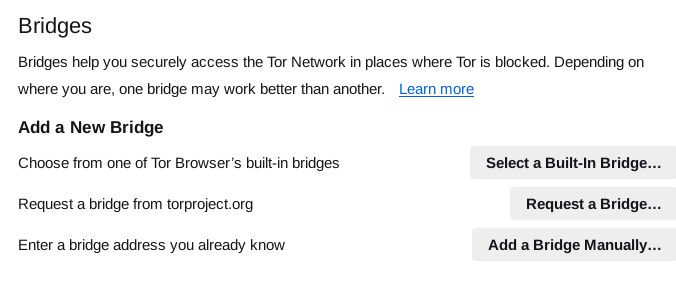 Bridges
Bridges help you securely access the Tor Network in places where Tor is blocked. Depending on
where you are, one bridge may work better than another. Learn more
Add a New Bridge
Choose from one of Tor Browser’s built-in bridges
Select a Built-In Bridge…
Request a bridge from torproject.org
Request a Bridge…
Enter a bridge address you already know
Add a Bridge Manually…